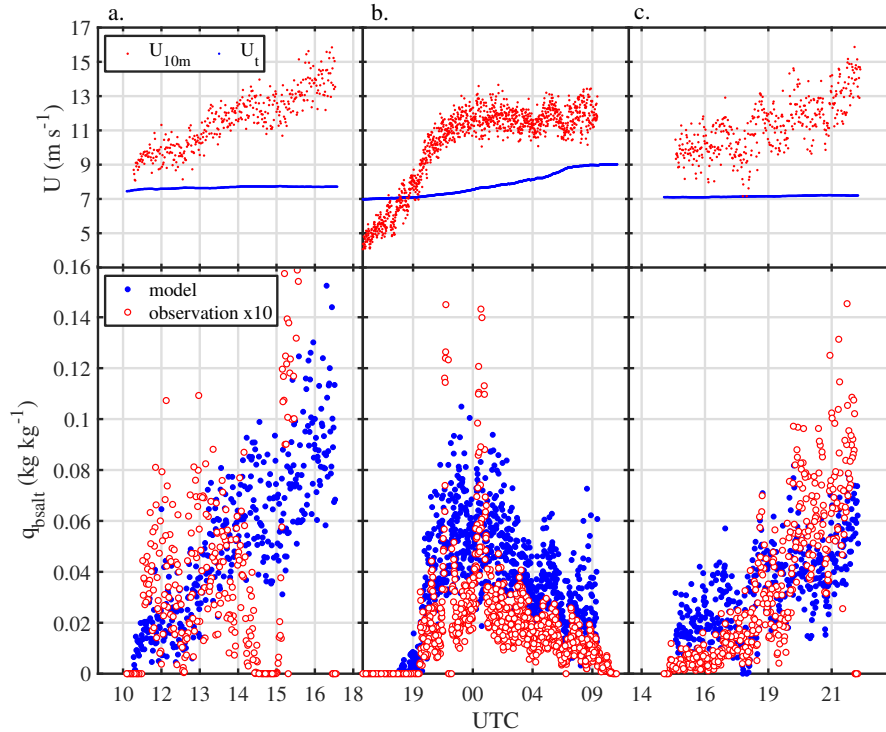 a. b. c.
U10m Ut
17
15
13
11
9
7
5
0.16
U (m s-1)
model
observation x10
0.14
0.12
0.1
0.08
0.06
0.04
0.02
0
qbsalt (kg kg-1)
10 11 12 13 14 15 16 18 19 00 04 09 14 16 19 21
UTC